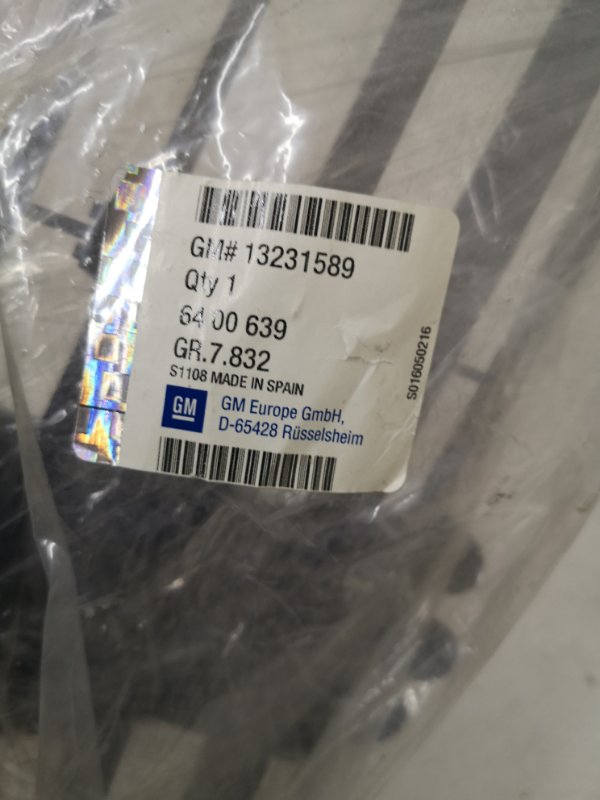 GM# 13231589
Qty 1
64 00 639
GR.7.832
S1108 MADE IN SPAIN
GM
GM Europe GmbH,
D-65428 Rüsselsheim
S016050216